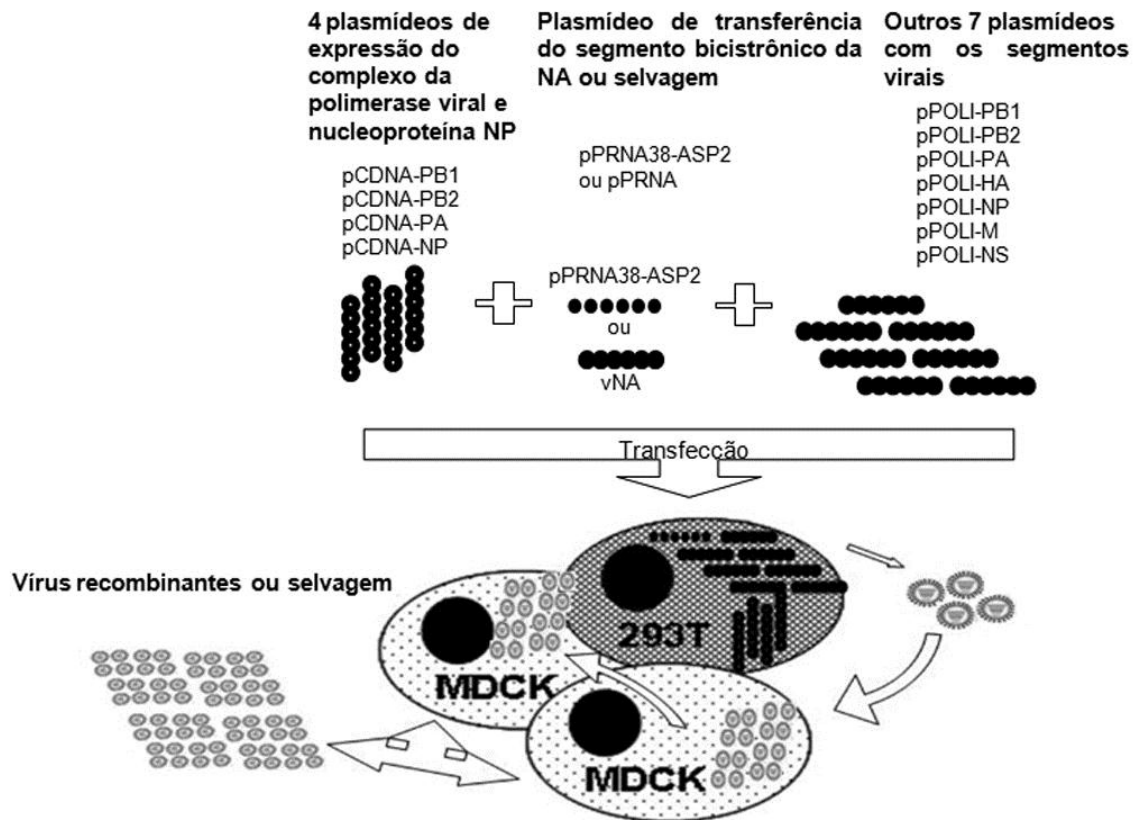 4 plasmídeos de
expressão do
complexo da
polimerase viral e
nucleoproteína NP
pCDNA-PB1
pCDNA-PB2
pCDNA-PA
pCDNA-NP
Plasmídeo de transferência
do segmento bicistrônico da
NA ou selvagem
pPRNA38-ASP2
ou pPRNA
pPRNA38-ASP2
ou
vNA
Outros 7 plasmídeos
com os segmentos
virais
pPOLI-PB1
pPOLI-PB2
pPOLI-PA
pPOLI-HA
pPOLI-NP
pPOLI-M
pPOLI-NS
Transfecção
Vírus recombinantes ou selvagem
293T
MDCK
MDCK